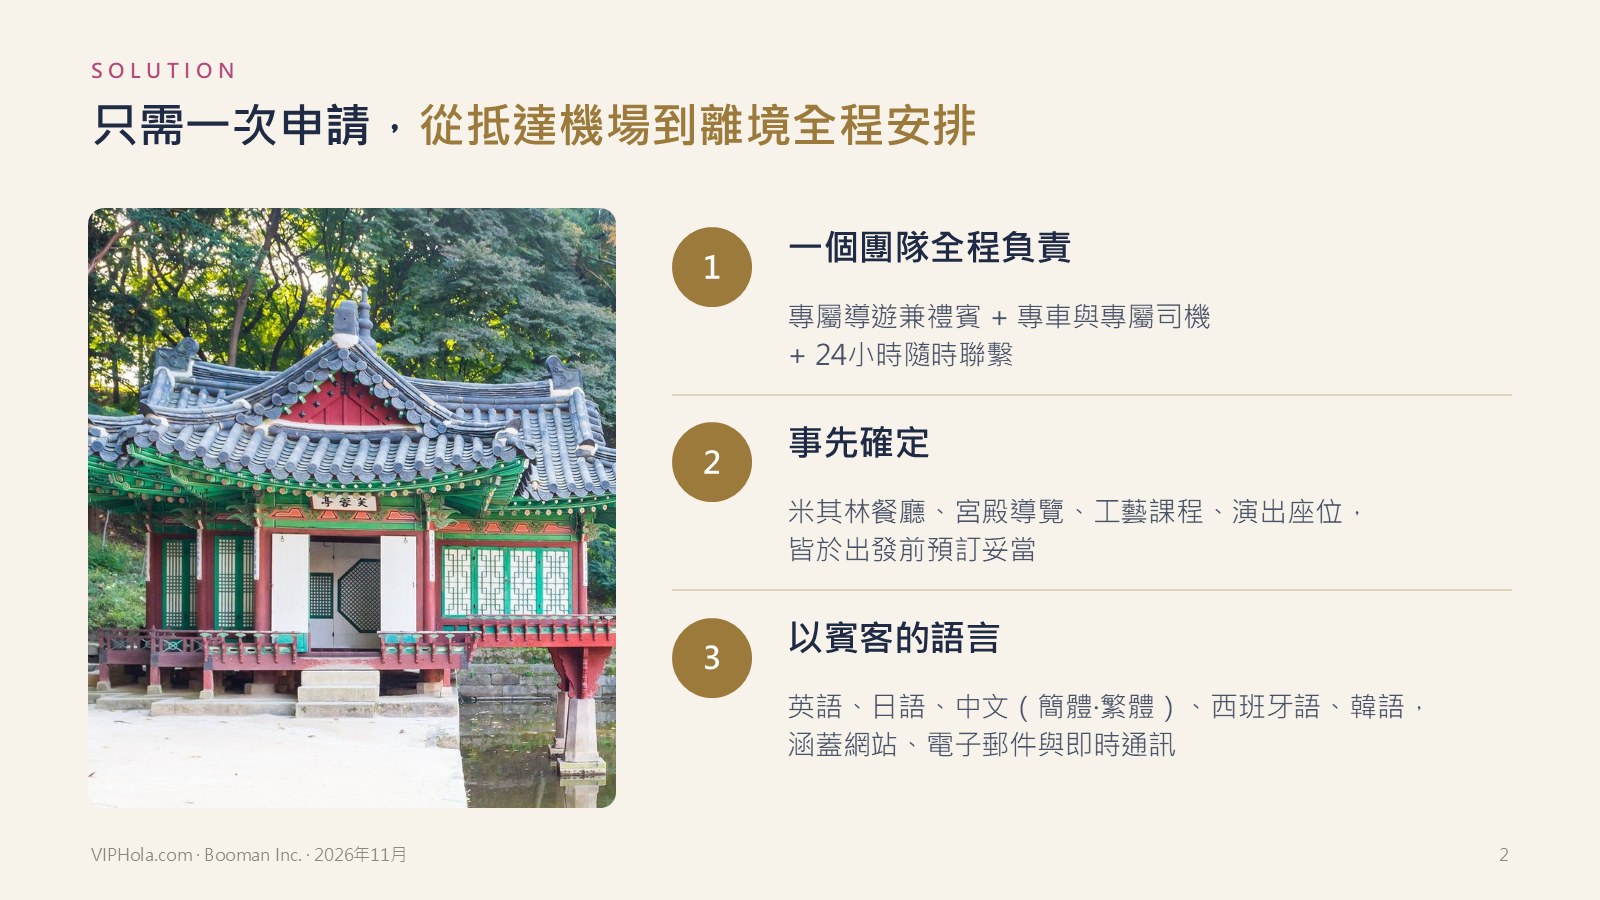 SOLUTION
只需一次申請，從抵達機場到離境全程安排
芙蓉亭
1
一個團隊全程負責
專屬導遊兼禮賓 + 專車與專屬司機
+ 24小時隨時聯繫
2
事先確定
米其林餐廳、宮殿導覽、工藝課程、演出座位，
皆於出發前預訂妥當
3
以賓客的語言
英語、日語、中文（簡體·繁體）、西班牙語、韓語，
涵蓋網站、電子郵件與即時通訊
VIPHola.com · Booman Inc. · 2026年11月
2